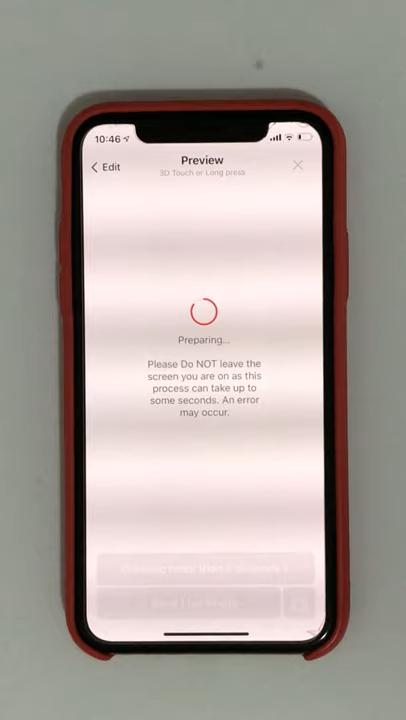 10:46
Edit
Preview
3D Touch or Long press
Preparing...
Please Do NOT leave the
screen you are on as this
process can take up to
some seconds. An error
may occur.